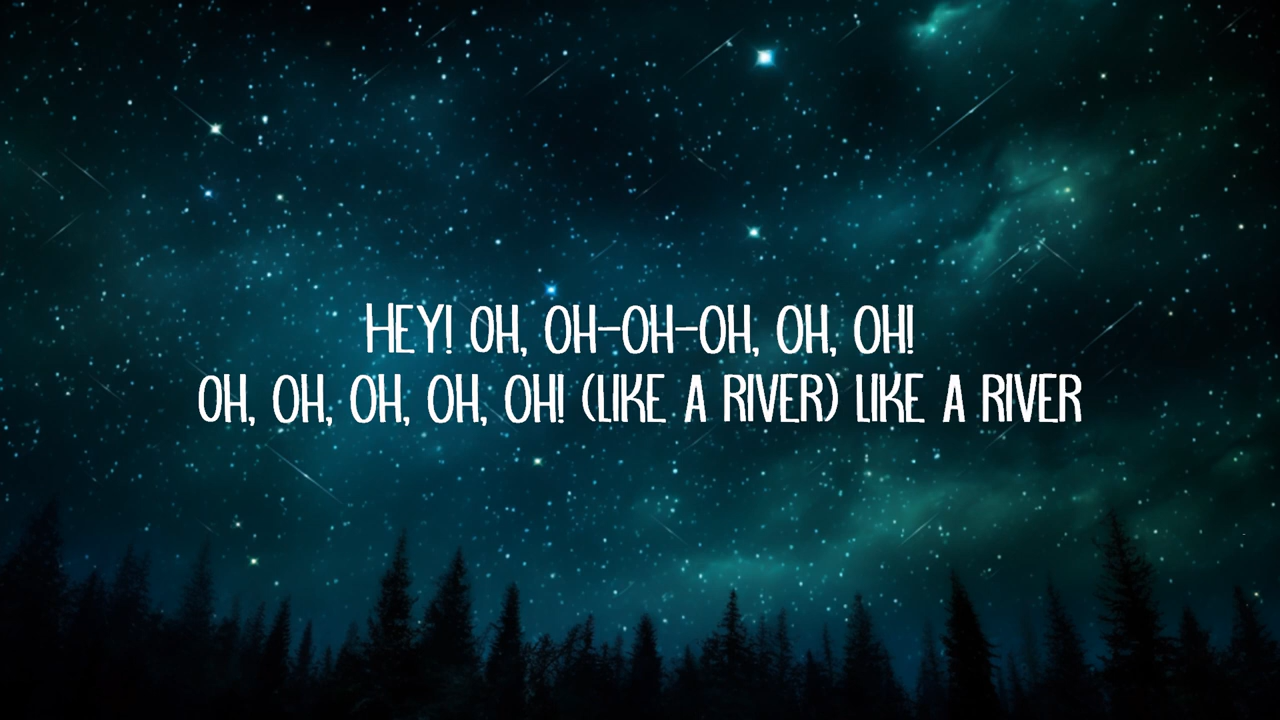 HEY! OH, OH-OH-OH, OH, OH!
OH, OH, OH, OH, OH! (LIKE A RIVER) LIKE A RIVER